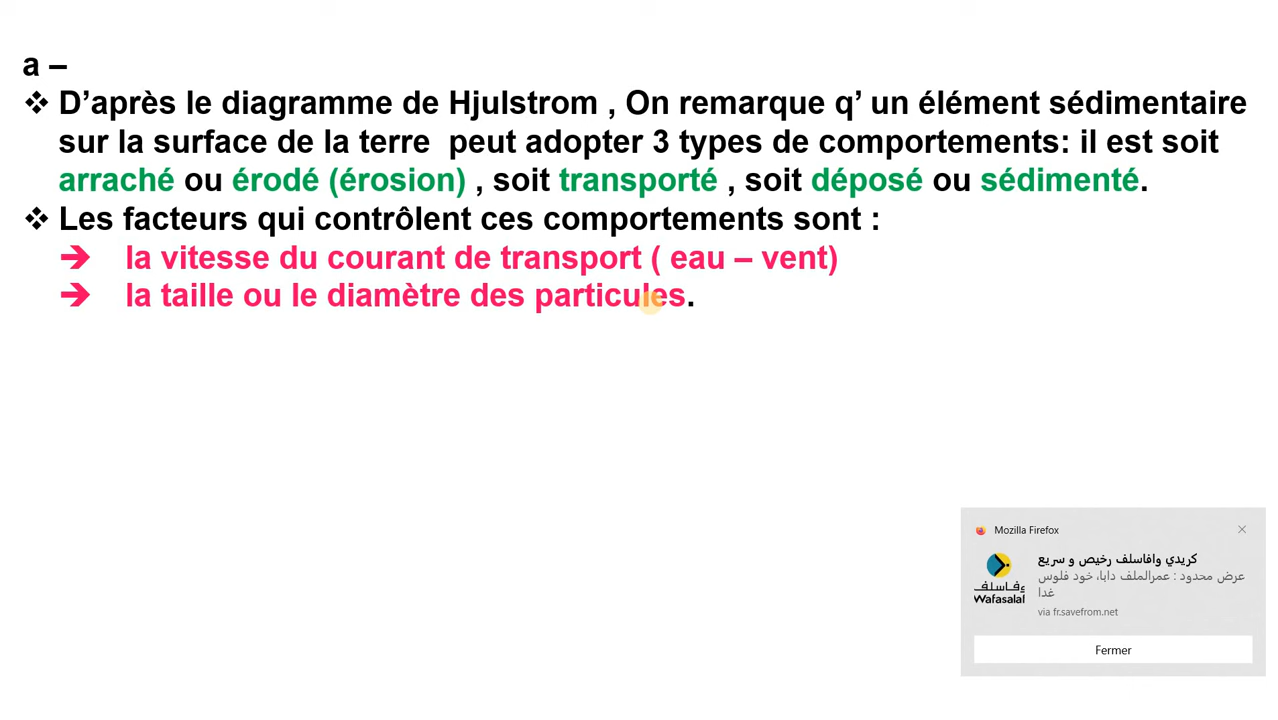 a –
❖ D’après le diagramme de Hjulstrom , On remarque q’ un élément sédimentaire
sur la surface de la terre  peut adopter 3 types de comportements: il est soit
arraché ou érodé (érosion) , soit transporté , soit déposé ou sédimenté.
❖ Les facteurs qui contrôlent ces comportements sont :
➔ la vitesse du courant de transport ( eau – vent)
➔ la taille ou le diamètre des particules.
Mozilla Firefox
كريدي وافاسلف رخيص و سريع
عرض محدود : عمرالملف دابا، خود فلوس
غدا
وفاسلف
Wafasalaf
via fr.savefrom.net
Fermer